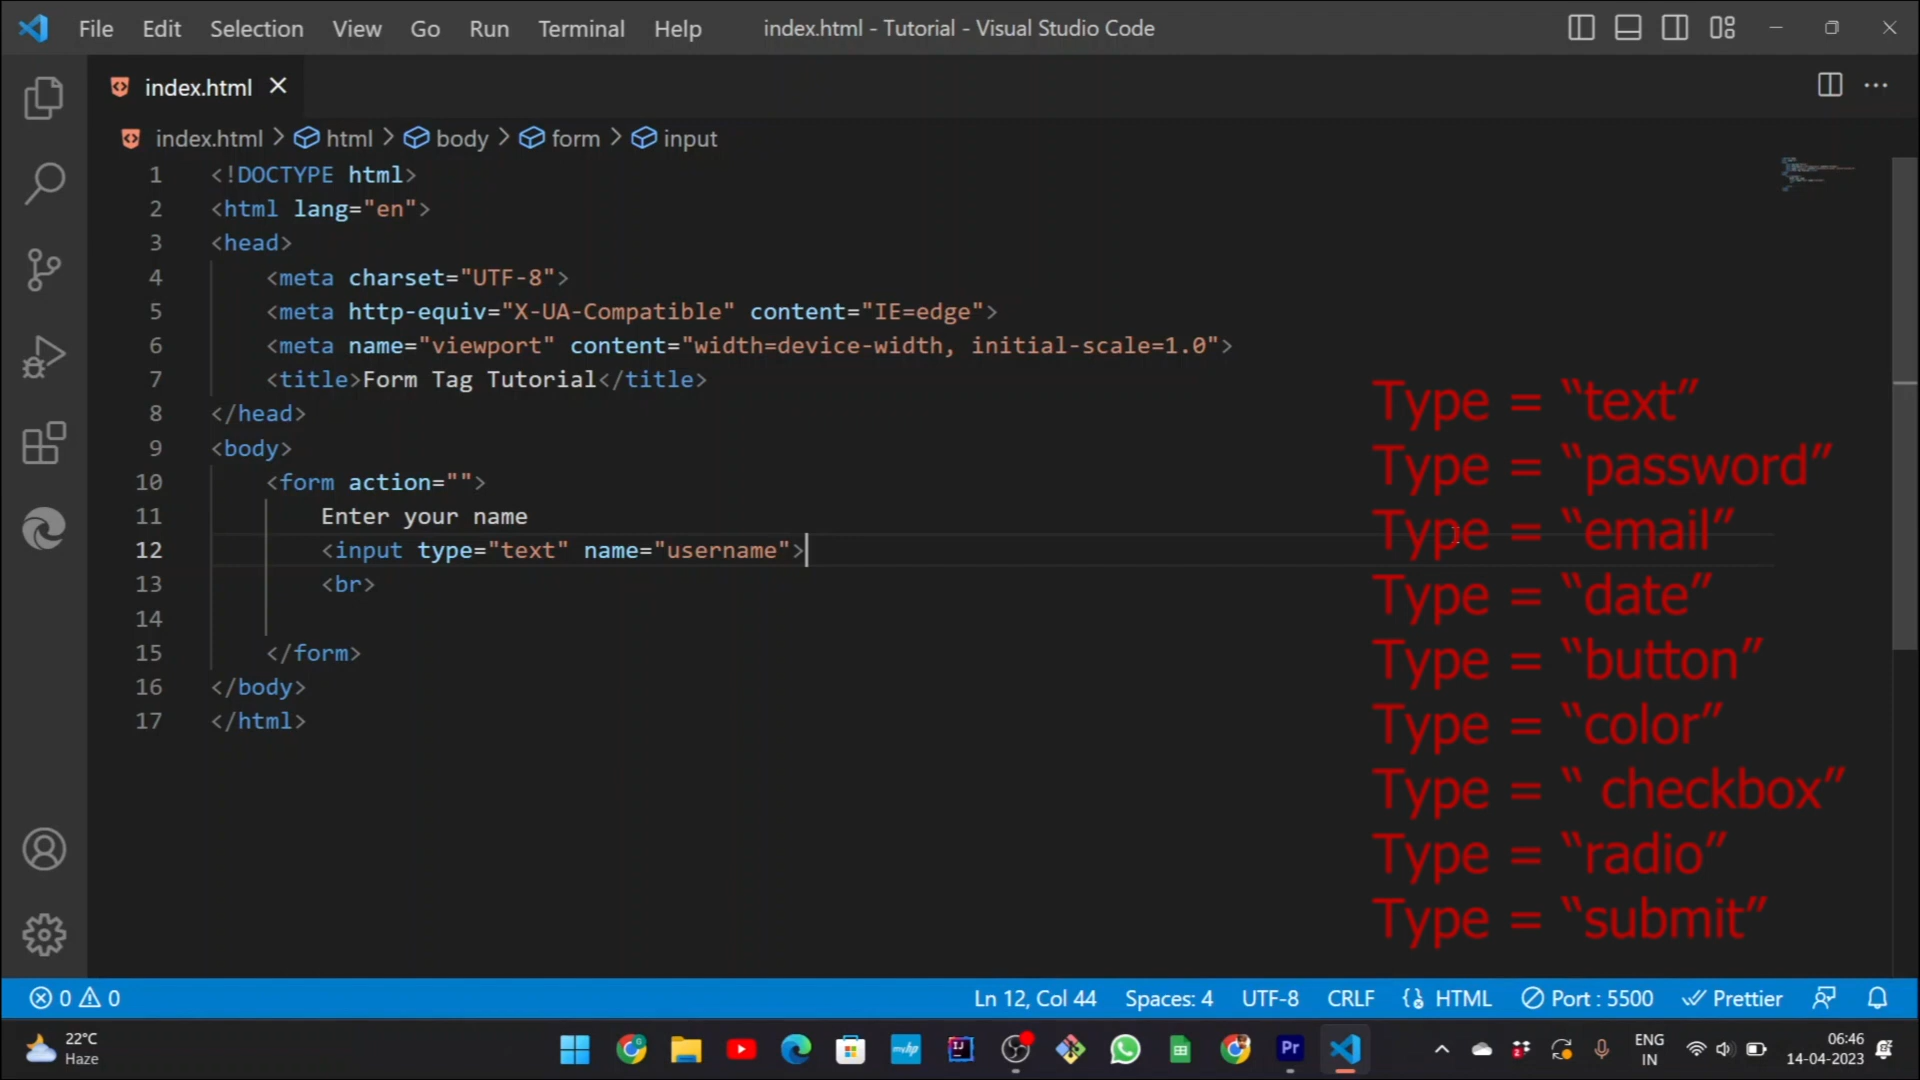 File Edit Selection View Go Run Terminal Help index.html - Tutorial - Visual Studio Code
index.html
index.html > html > body > form > input
1 <!DOCTYPE html>
2 <html lang="en">
3 <head>
4 <meta charset="UTF-8">
5 <meta http-equiv="X-UA-Compatible" content="IE=edge">
6 <meta name="viewport" content="width=device-width, initial-scale=1.0">
7 <title>Form Tag Tutorial</title>
8 </head>
9 <body>
10 <form action="">
11 Enter your name
12 <input type="text" name="username">
13 <br>
14
15 </form>
16 </body>
17 </html>
Type = “text”
Type = “password”
Type = “email”
Type = “date”
Type = “button”
Type = “color”
Type = “ checkbox”
Type = “radio”
Type = “submit”
0 0 Ln 12, Col 44 Spaces: 4 UTF-8 CRLF HTML Port : 5500 Prettier
22°C
Haze
Pr
ENG
IN
06:46
14-04-2023